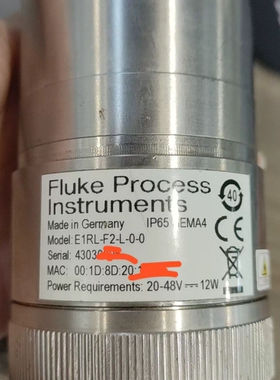 Fluke Process
Instruments
40
Made in Germany IP65 EMA4
Model: E1RL-F2-L-0-0
Serial: 4303
MAC: 00:1D:8D:20:
Power Requirements: 20-48V ⎓ 12W
CE